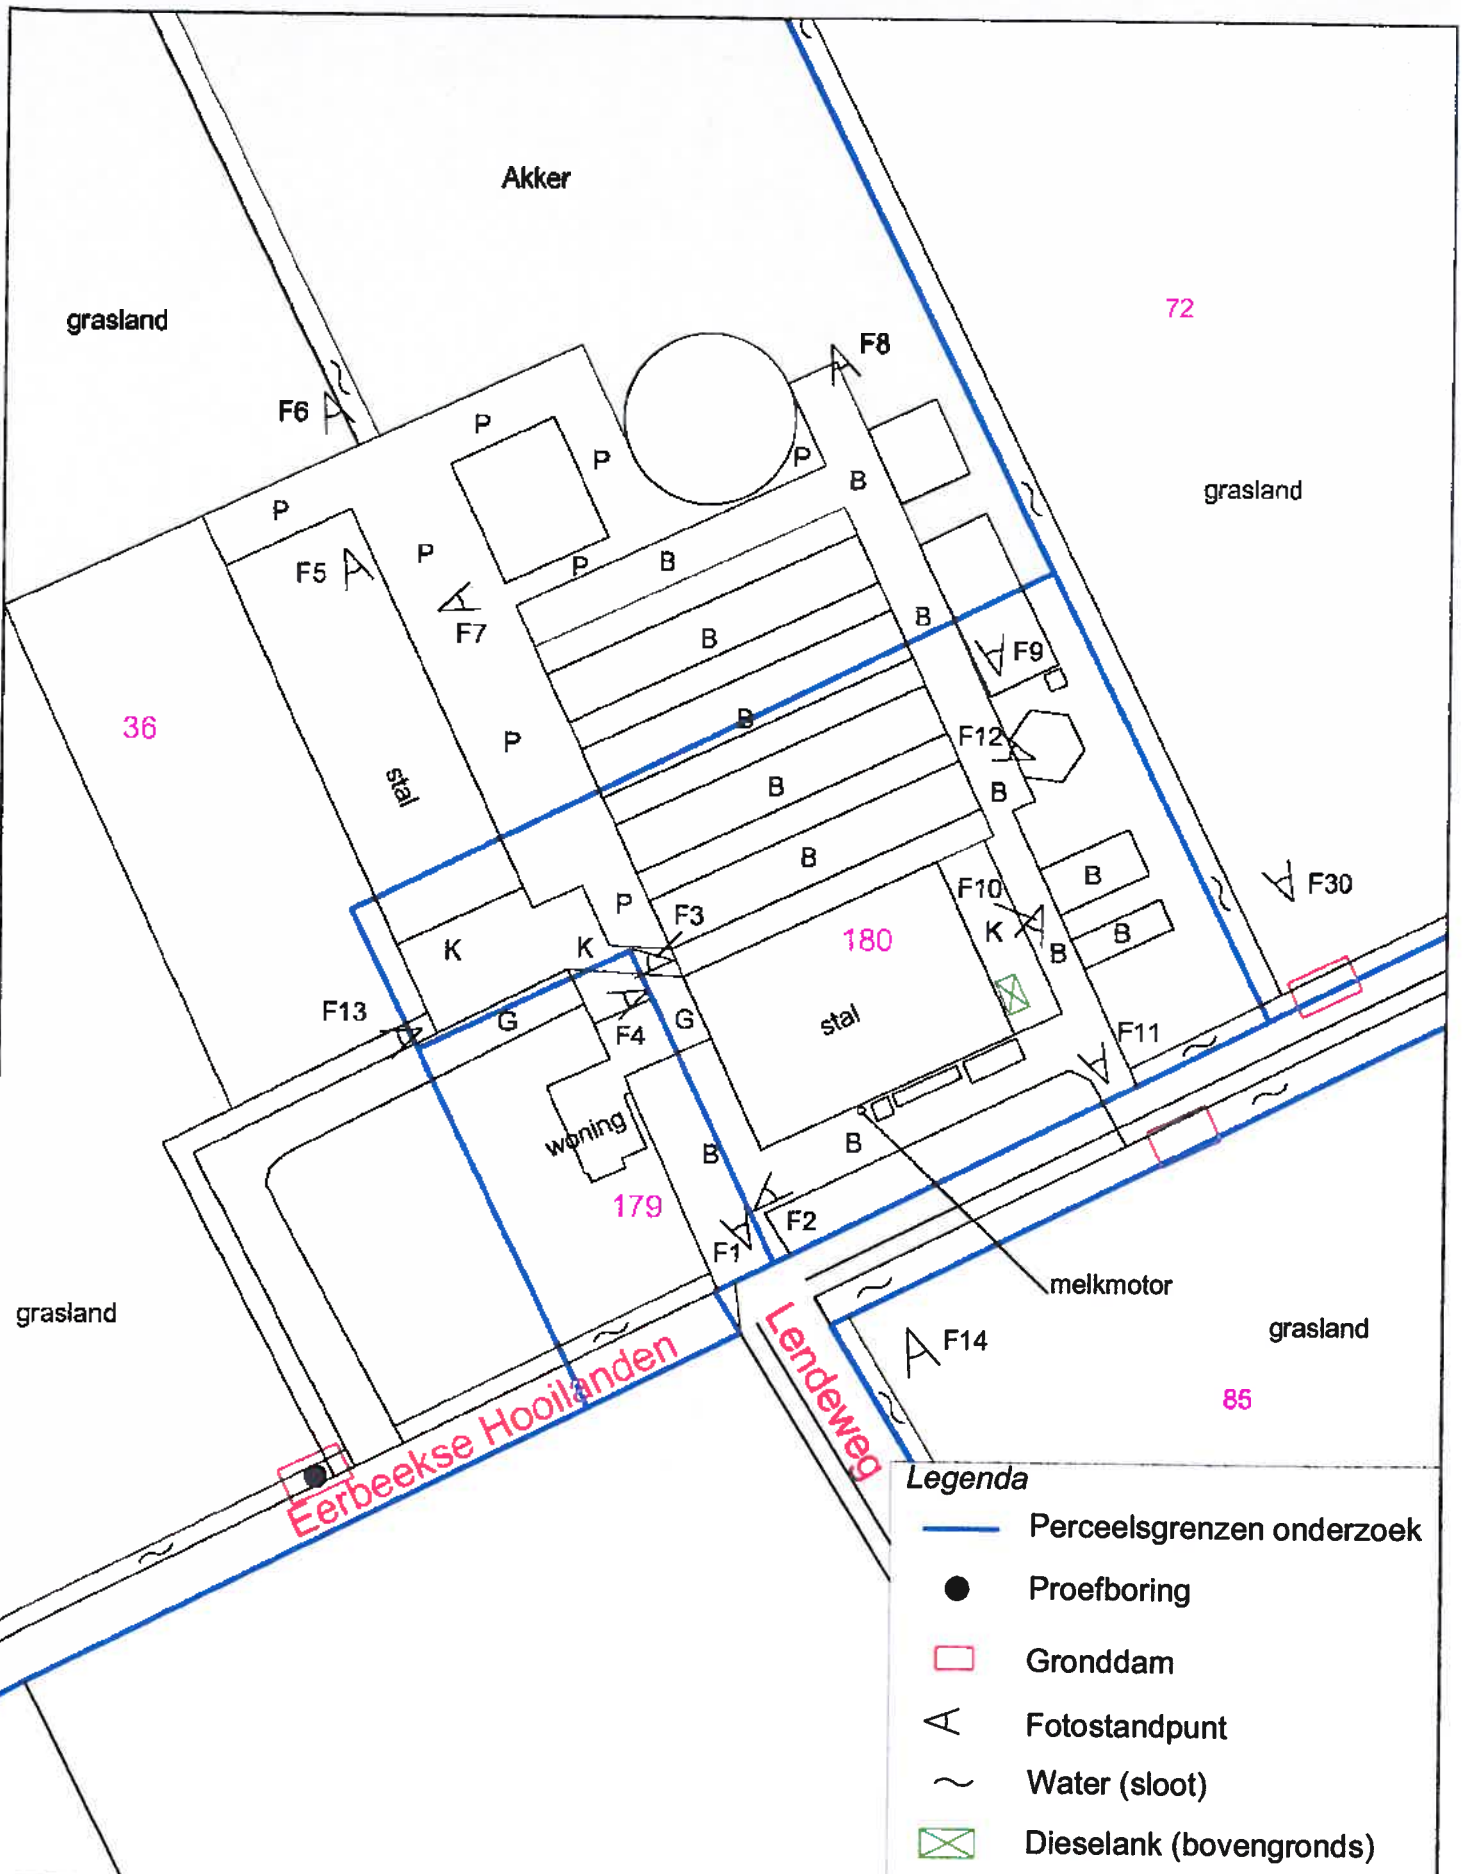 Akker
grasland
72
F8
F6
P
P
P
B
grasland
P
P
F5
P
B
F7
B
B
F9
36
B
F12
P
stal
B
B
B
B
F30
F10
P
F3
K
180
K
K
B
B
F13
G
G
F4
stal
F11
woning
B
B
179
F2
F1
melkmotor
grasland
Lendeweg
grasland
F14
Eerbeekse Hooilanden
85
Legenda
Perceelsgrenzen onderzoek
Proefboring
Gronddam
Fotostandpunt
Water (sloot)
Dieselank (bovengronds)